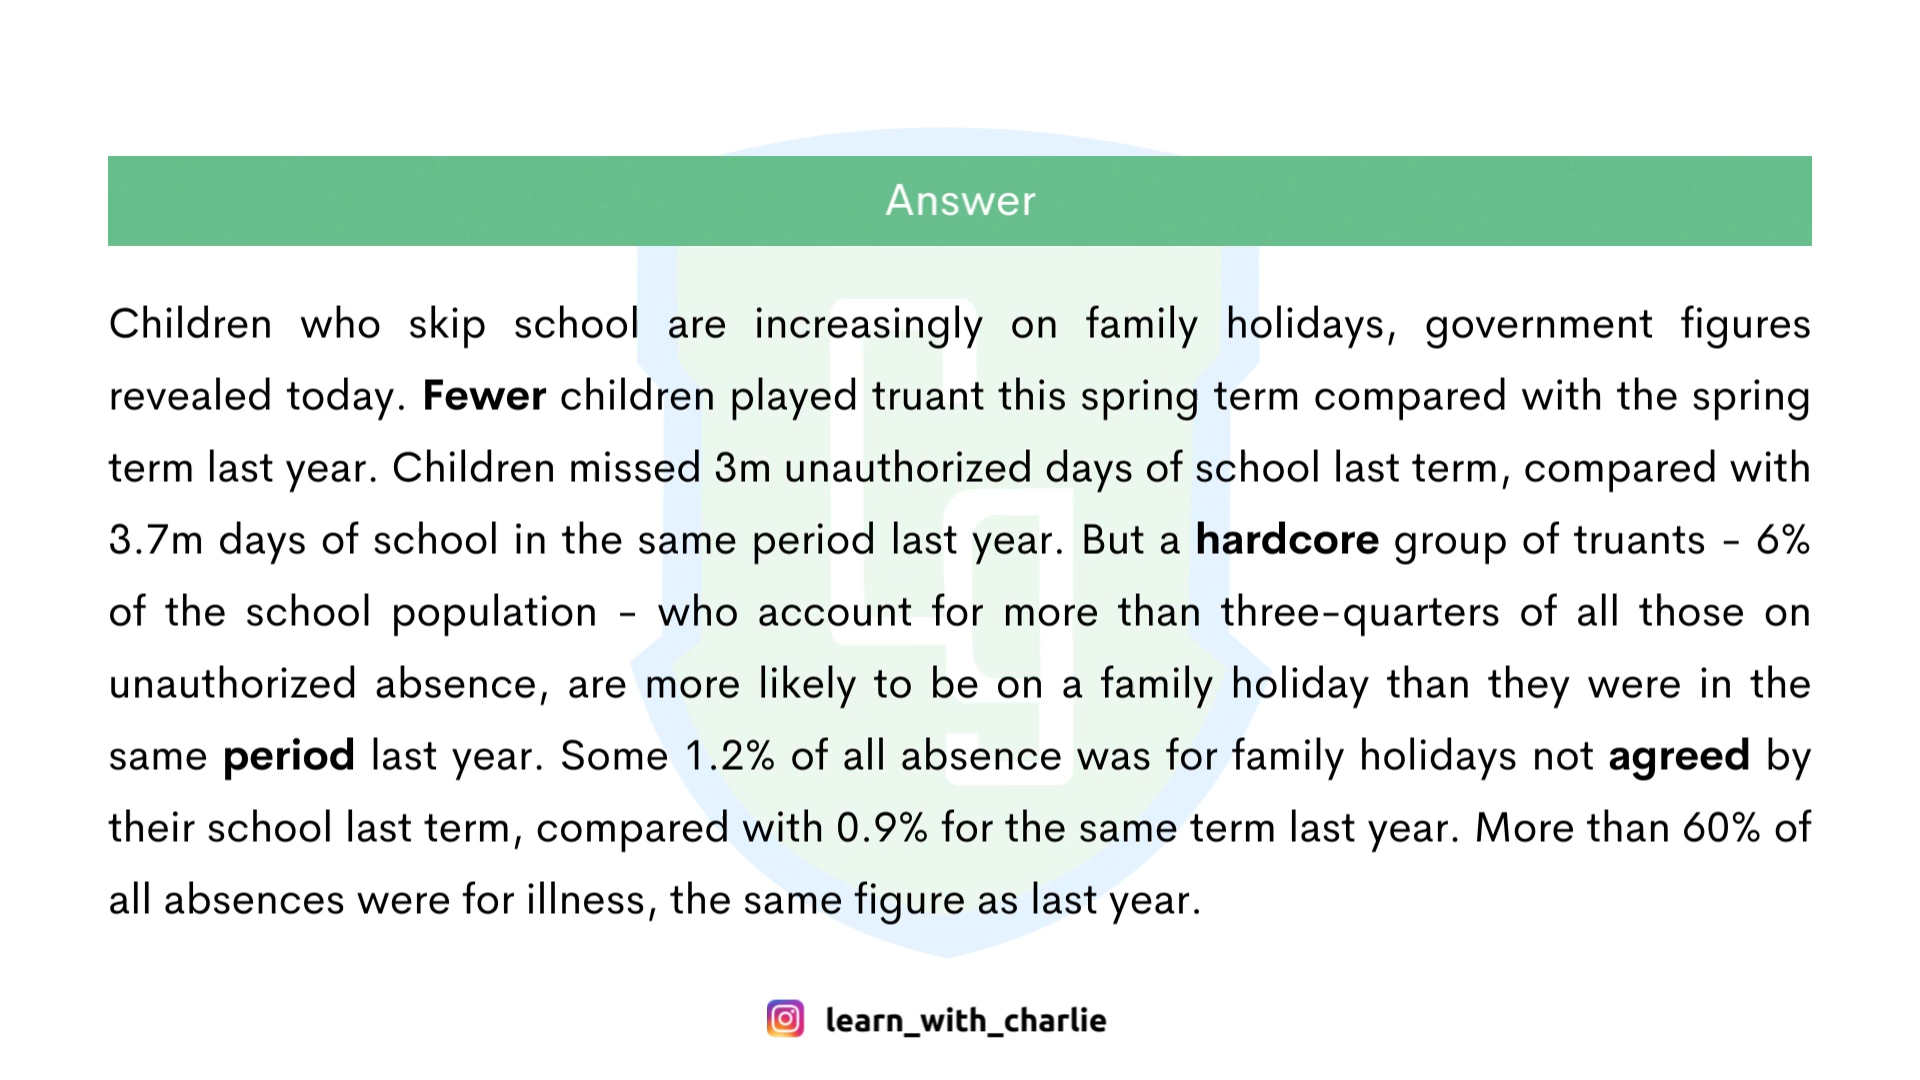 Answer
Children who skip school are increasingly on family holidays, government figures
revealed today. Fewer children played truant this spring term compared with the spring
term last year. Children missed 3m unauthorized days of school last term, compared with
3.7m days of school in the same period last year. But a hardcore group of truants - 6%
of the school population - who account for more than three-quarters of all those on
unauthorized absence, are more likely to be on a family holiday than they were in the
same period last year. Some 1.2% of all absence was for family holidays not agreed by
their school last term, compared with 0.9% for the same term last year. More than 60% of
all absences were for illness, the same figure as last year.
learn_with_charlie